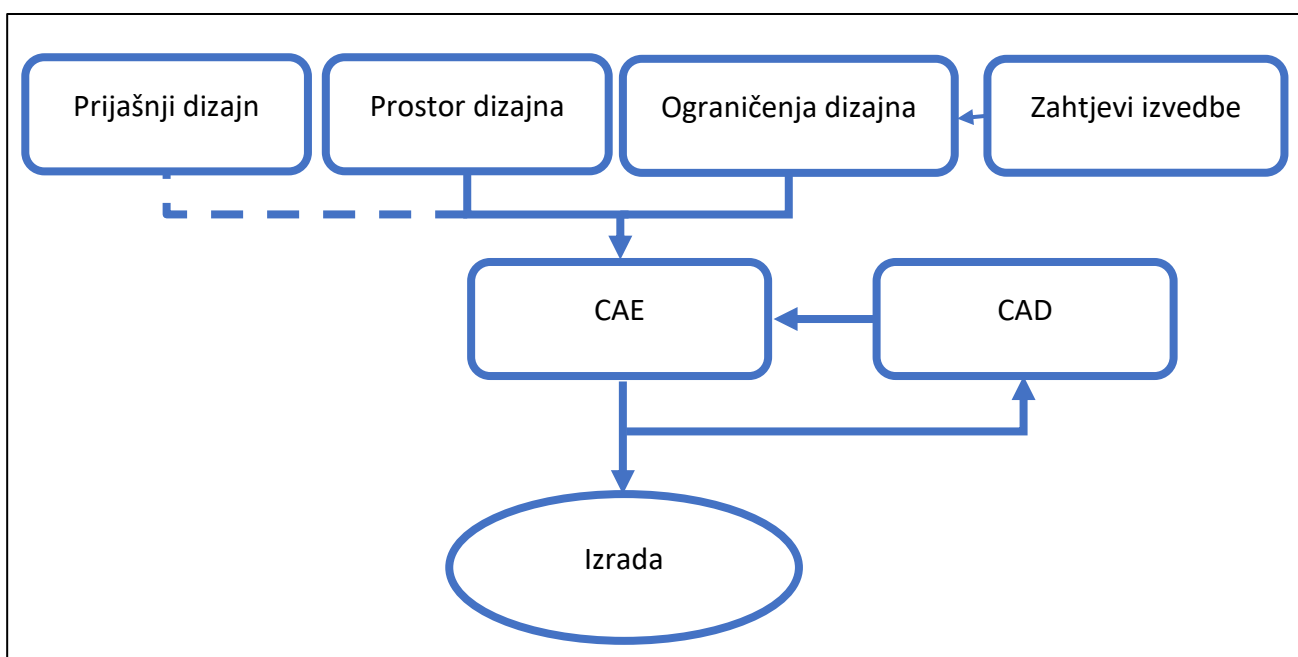 Prijašnji dizajn
Prostor dizajna
Ograničenja dizajna
Zahtjevi izvedbe
CAE
CAD
Izrada